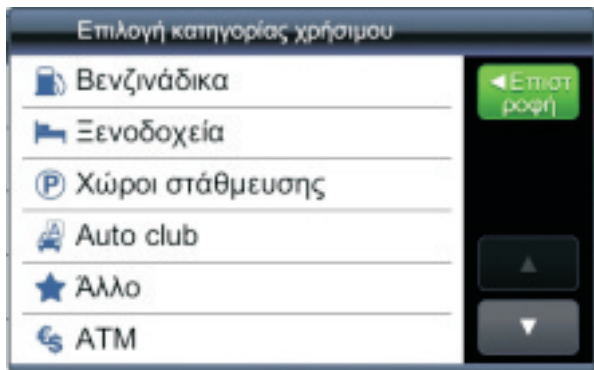 Επιλογή κατηγορίας χρήσιμου
Βενζινάδικα
◄Επιστ
ροφή
Ξενοδοχεία
Χώροι στάθμευσης
Auto club
Άλλο
ATM